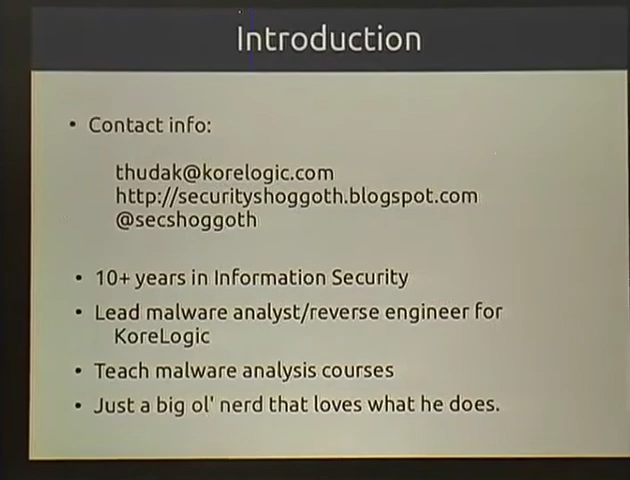 Introduction
• Contact info:
thudak@korelogic.com
http://securityshoggoth.blogspot.com
@secshoggoth
• 10+ years in Information Security
• Lead malware analyst/reverse engineer for
KoreLogic
• Teach malware analysis courses
• Just a big ol' nerd that loves what he does.